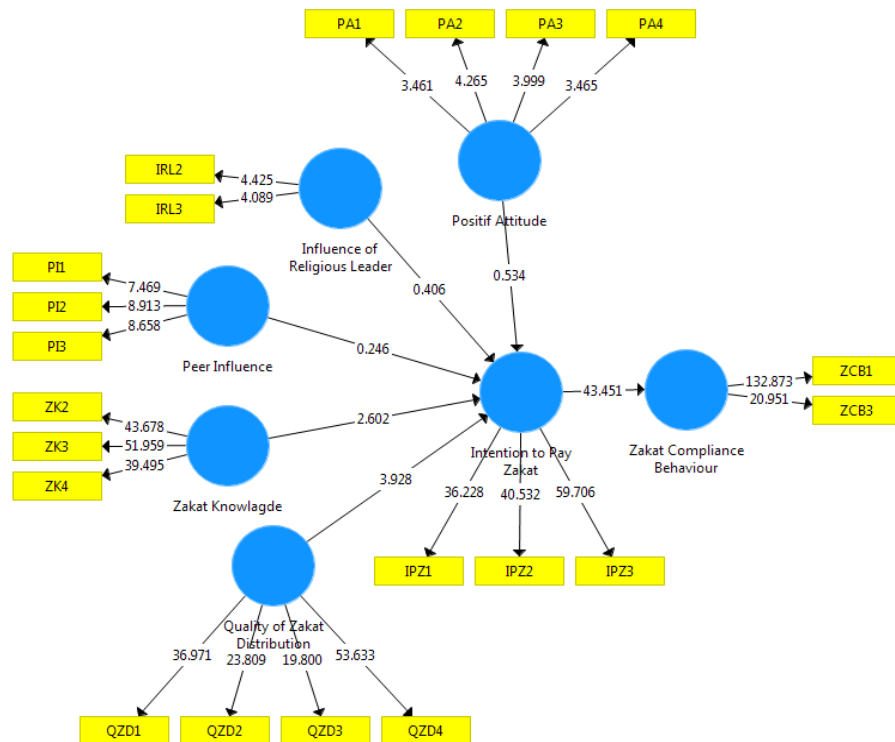 PA1 PA2 PA3 PA4
3.461 4.265 3.999 3.465
Positif Attitude
0.534
IRL2
IRL3
4.425
4.089
Influence of
Religious Leader
0.406
PI1
PI2
PI3
7.469
8.913
8.658
Peer Influence
0.246
ZK2
ZK3
ZK4
43.678
51.959
39.495
Zakat Knowlagde
2.602
3.928
Quality of Zakat
Distribution
36.971 23.809 19.800 53.633
QZD1 QZD2 QZD3 QZD4
Intention to Pay
Zakat
36.228 40.532 59.706
IPZ1 IPZ2 IPZ3
43.451
Zakat Compliance
Behaviour
132.873
20.951
ZCB1
ZCB3